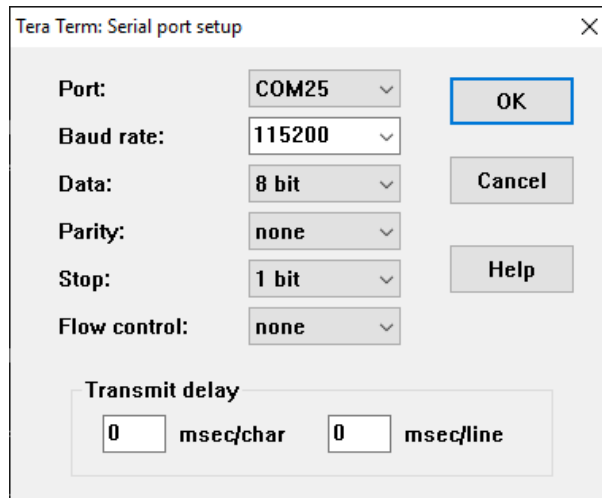 Tera Term: Serial port setup
Port: COM25
OK
Baud rate: 115200
Data: 8 bit
Cancel
Parity: none
Stop: 1 bit
Help
Flow control: none
Transmit delay
0 msec/char 0 msec/line